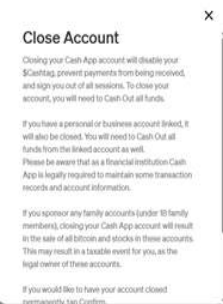 Close Account
Closing your Cash App account will disable your
$Cashtag, prevent payments from being received,
and sign you out of all sessions. To close your
account, you will need to Cash Out all funds.
If you have a personal or business account linked, it
will also be closed. You will need to Cash Out all
funds from the linked account as well.
Please be aware that as a financial institution Cash
App is legally required to maintain some transaction
records and account information.
If you sponsor any family accounts (under 18 family
members), closing your Cash App account will result
in the sale of all bitcoin and stocks in these accounts.
This may result in a taxable event for you, as the
legal owner of these accounts.
If you would like to have your account closed
permanently, tap Confirm.